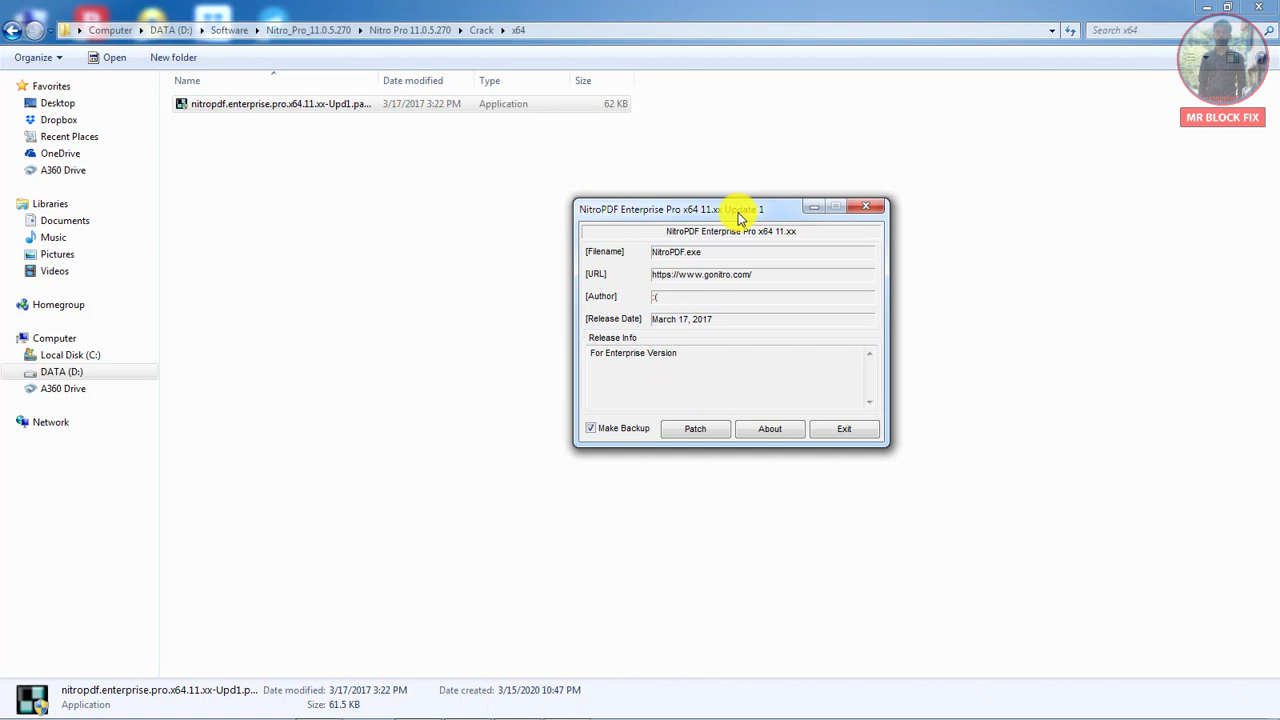 Computer ▸ DATA (D:) ▸ Software ▸ Nitro_Pro_11.0.5.270 ▸ Nitro Pro 11.0.5.270 ▸ Crack ▸ x64
Search x64
Organize
Open
New folder
Name
Date modified
Type
Size
Favorites
Desktop
Dropbox
Recent Places
OneDrive
A360 Drive
Libraries
Documents
Music
Pictures
Videos
Homegroup
Computer
Local Disk (C:)
DATA (D:)
A360 Drive
Network
nitropdf.enterprise.pro.x64.11.xx-Upd1.pa... 3/17/2017 3:22 PM Application 62 KB
MR BLOCK FIX
NitroPDF Enterprise Pro x64 11.xx Update 1
NitroPDF Enterprise Pro x64 11.xx
[Filename] NitroPDF.exe
[URL] https://www.gonitro.com/
[Author] :(
[Release Date] March 17, 2017
Release Info
For Enterprise Version
Make Backup
Patch
About
Exit
nitropdf.enterprise.pro.x64.11.xx-Upd1.p... Date modified: 3/17/2017 3:22 PM Date created: 3/15/2020 10:47 PM
Application Size: 61.5 KB